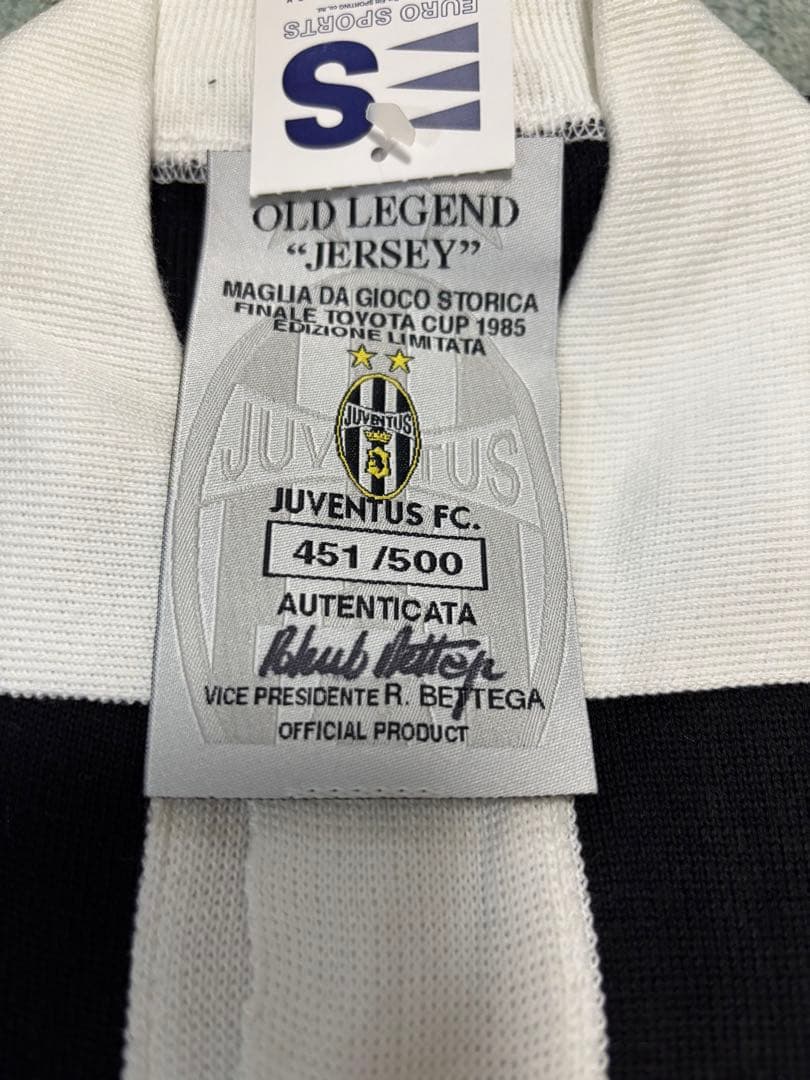 EURO SPORTS
S
OLD LEGEND
“JERSEY”
MAGLIA DA GIOCO STORICA
FINALE TOYOTA CUP 1985
EDIZIONE LIMITATA
JUVENTUS
JUVENTUS
JUVENTUS FC.
451/500
AUTENTICATA
VICE PRESIDENTE R. BETTEGA
OFFICIAL PRODUCT